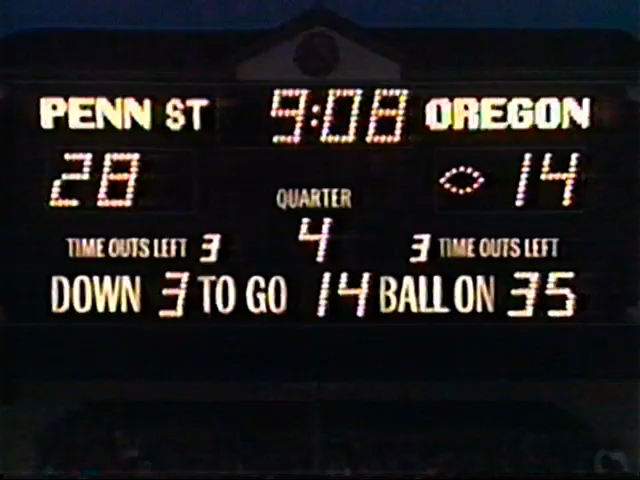 PENN ST 9:08 OREGON
28 14
QUARTER
4
TIME OUTS LEFT 3 3 TIME OUTS LEFT
DOWN 3 TO GO 14 BALL ON 35